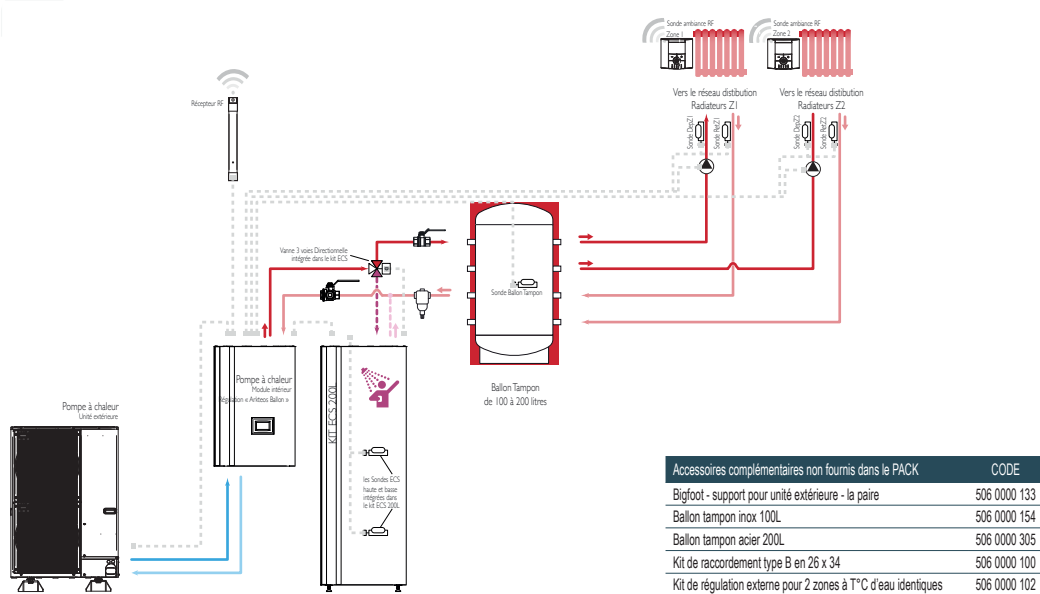 Sonde ambiance RF
Zone 1
Sonde ambiance RF
Zone 2
Récepteur RF
Vers le réseau distibution
Radiateurs Z1
Vers le réseau distibution
Radiateurs Z2
Sonde DepZ1
Sonde RetZ1
Sonde DepZ2
Sonde RetZ2
Vanne 3 voies Directionnelle
intégrée dans le kit ECS
Sonde Ballon Tampon
Pompe à chaleur
Module intérieur
Régulation « Arkteos Ballon »
KIT ECS 200L
Ballon Tampon
de 100 à 200 litres
Pompe à chaleur
Unité extérieure
les Sondes ECS
haute et basse
intégrées dans
le kit ECS 200L
Accessoires complémentaires non fournis dans le PACK CODE
Bigfoot - support pour unité extérieure - la paire 506 0000 133
Ballon tampon inox 100L 506 0000 154
Ballon tampon acier 200L 506 0000 305
Kit de raccordement type B en 26 x 34 506 0000 100
Kit de régulation externe pour 2 zones à T°C d'eau identiques 506 0000 102